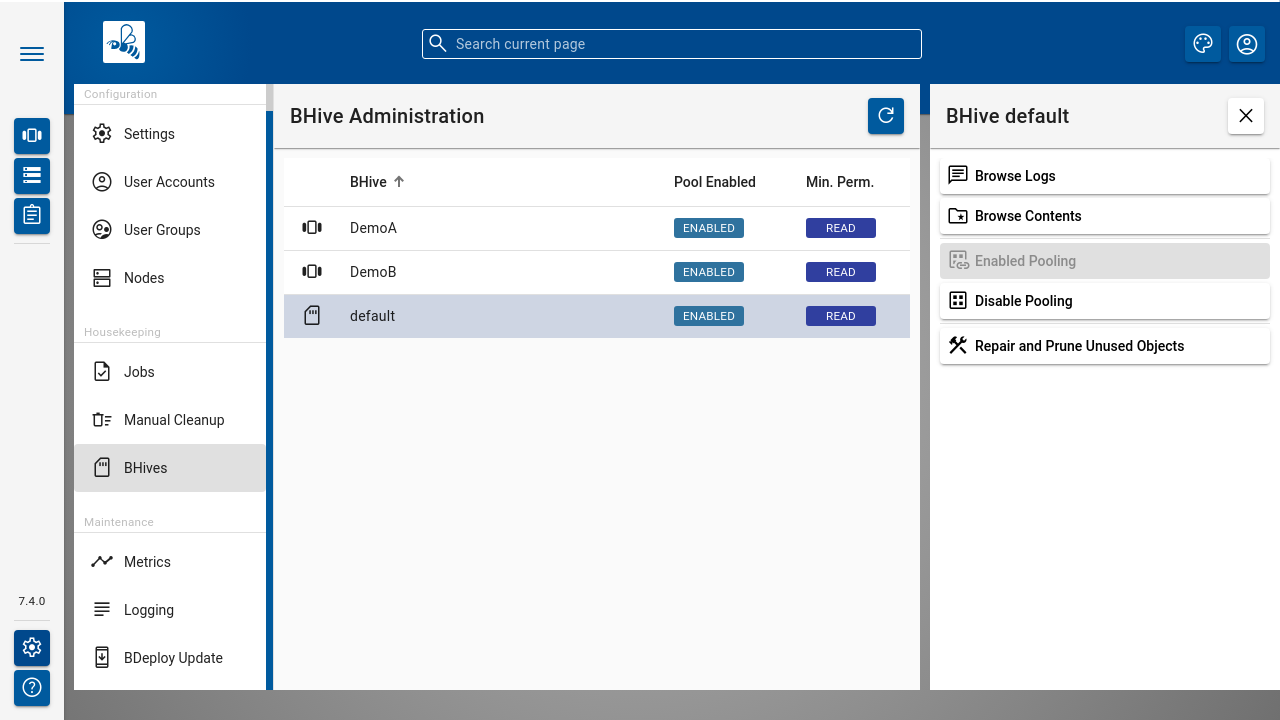 Search current page
Configuration
Settings
User Accounts
User Groups
Nodes
Housekeeping
Jobs
Manual Cleanup
BHives
Maintenance
Metrics
Logging
BDeploy Update
7.4.0
BHive Administration
BHive Pool Enabled Min. Perm.
DemoA ENABLED READ
DemoB ENABLED READ
default ENABLED READ
BHive default
Browse Logs
Browse Contents
Enabled Pooling
Disable Pooling
Repair and Prune Unused Objects